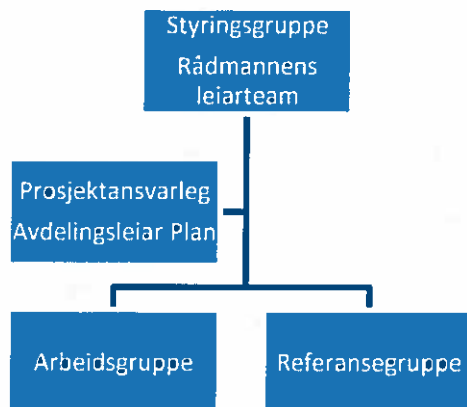 Styringsgruppe
Rådmannens
leiarteam
Prosjektansvarleg
Avdelingsleiar Plan
Arbeidsgruppe
Referansegruppe